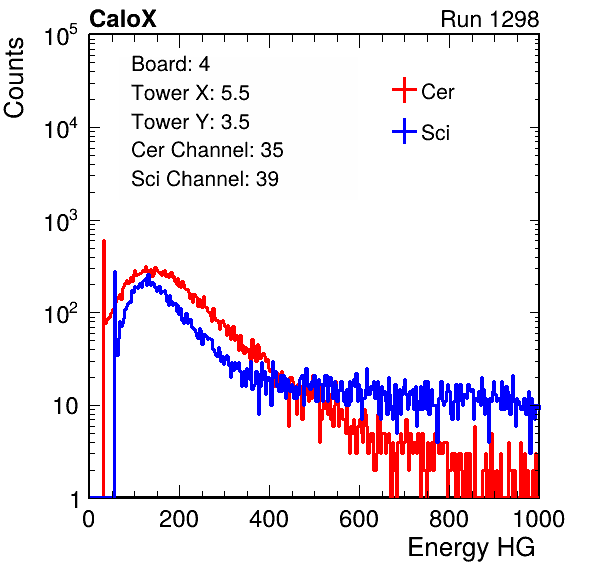 CaloX Run 1298
Counts
Board: 4
Tower X: 5.5
Tower Y: 3.5
Cer Channel: 35
Sci Channel: 39
Cer
Sci
10^5
10^4
10^3
10^2
10
1
0 200 400 600 800 1000
Energy HG